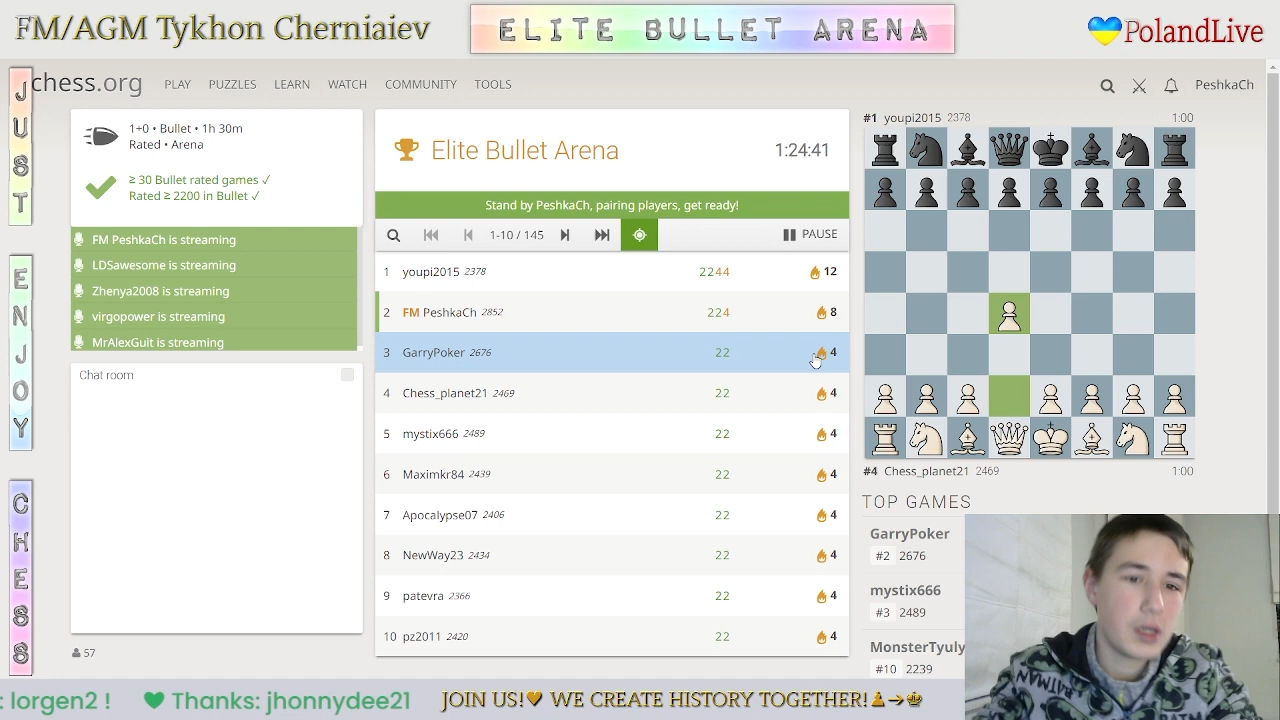 FM/AGM Tykhon Cherniaiev
ELITE BULLET ARENA
PolandLive
JUST
ENJOY
CHESS
chess.org
PLAY PUZZLES LEARN WATCH COMMUNITY TOOLS
PeshkaCh
1+0 • Bullet • 1h 30m
Rated • Arena
≥ 30 Bullet rated games ✓
Rated ≥ 2200 in Bullet ✓
FM PeshkaCh is streaming
LDSawesome is streaming
Zhenya2008 is streaming
virgopower is streaming
MrAlexGuit is streaming
Chat room
57
Elite Bullet Arena 1:24:41
Stand by PeshkaCh, pairing players, get ready!
1-10 / 145 PAUSE
1 youpi2015 2378 2244 12
2 FM PeshkaCh 2852 224 8
3 GarryPoker 2676 22 4
4 Chess_planet21 2469 22 4
5 mystix666 2489 22 4
6 Maximkr84 2439 22 4
7 Apocalypse07 2406 22 4
8 NewWay23 2434 22 4
9 patevra 2366 22 4
10 pz2011 2420 22 4
#1 youpi2015 2378 1:00
#4 Chess_planet21 2469 1:00
TOP GAMES
GarryPoker
#2 2676
mystix666
#3 2489
MonsterTyuly
#10 2239
BATMAN
: lorgen2 ! Thanks: jhonnydee21 JOIN US!♥ WE CREATE HISTORY TOGETHER!♟→♚